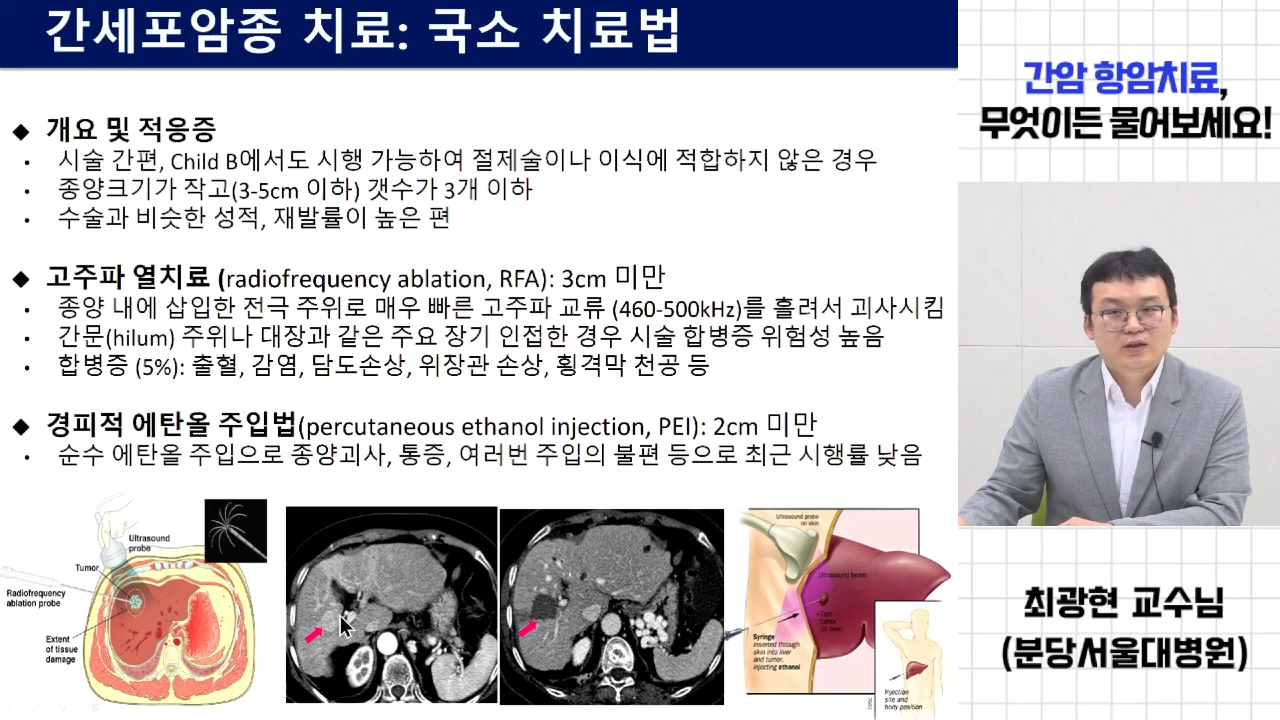 간세포암종 치료: 국소 치료법
◆ 개요 및 적응증
• 시술 간편, Child B에서도 시행 가능하여 절제술이나 이식에 적합하지 않은 경우
• 종양크기가 작고(3-5cm 이하) 갯수가 3개 이하
• 수술과 비슷한 성적, 재발률이 높은 편
◆ 고주파 열치료 (radiofrequency ablation, RFA): 3cm 미만
• 종양 내에 삽입한 전극 주위로 매우 빠른 고주파 교류 (460-500kHz)를 흘려서 괴사시킴
• 간문(hilum) 주위나 대장과 같은 주요 장기 인접한 경우 시술 합병증 위험성 높음
• 합병증 (5%): 출혈, 감염, 담도손상, 위장관 손상, 횡격막 천공 등
◆ 경피적 에탄올 주입법(percutaneous ethanol injection, PEI): 2cm 미만
• 순수 에탄올 주입으로 종양괴사, 통증, 여러번 주입의 불편 등으로 최근 시행률 낮음
Ultrasound
probe
Tumor
Radiofrequency
ablation probe
Extent
of tissue
damage
Ultrasound probe
on skin
Ultrasound beam
tumor
(in liver)
Syringe
inserted through
skin into liver
and tumor,
injecting ethanol
Injection
site and
body position
간암 항암치료,
무엇이든 물어보세요!
최광현 교수님
(분당서울대병원)